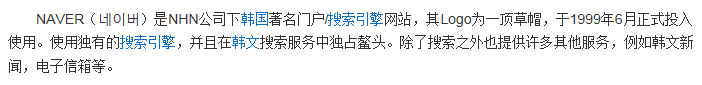 NAVER（네이버）是NHN公司下韩国著名门户/搜索引擎网站，其Logo为一顶草帽，于1999年6月正式投入
使用。使用独有的搜索引擎，并且在韩文搜索服务中独占鳌头。除了搜索之外也提供许多其他服务，例如韩文新
闻，电子信箱等。